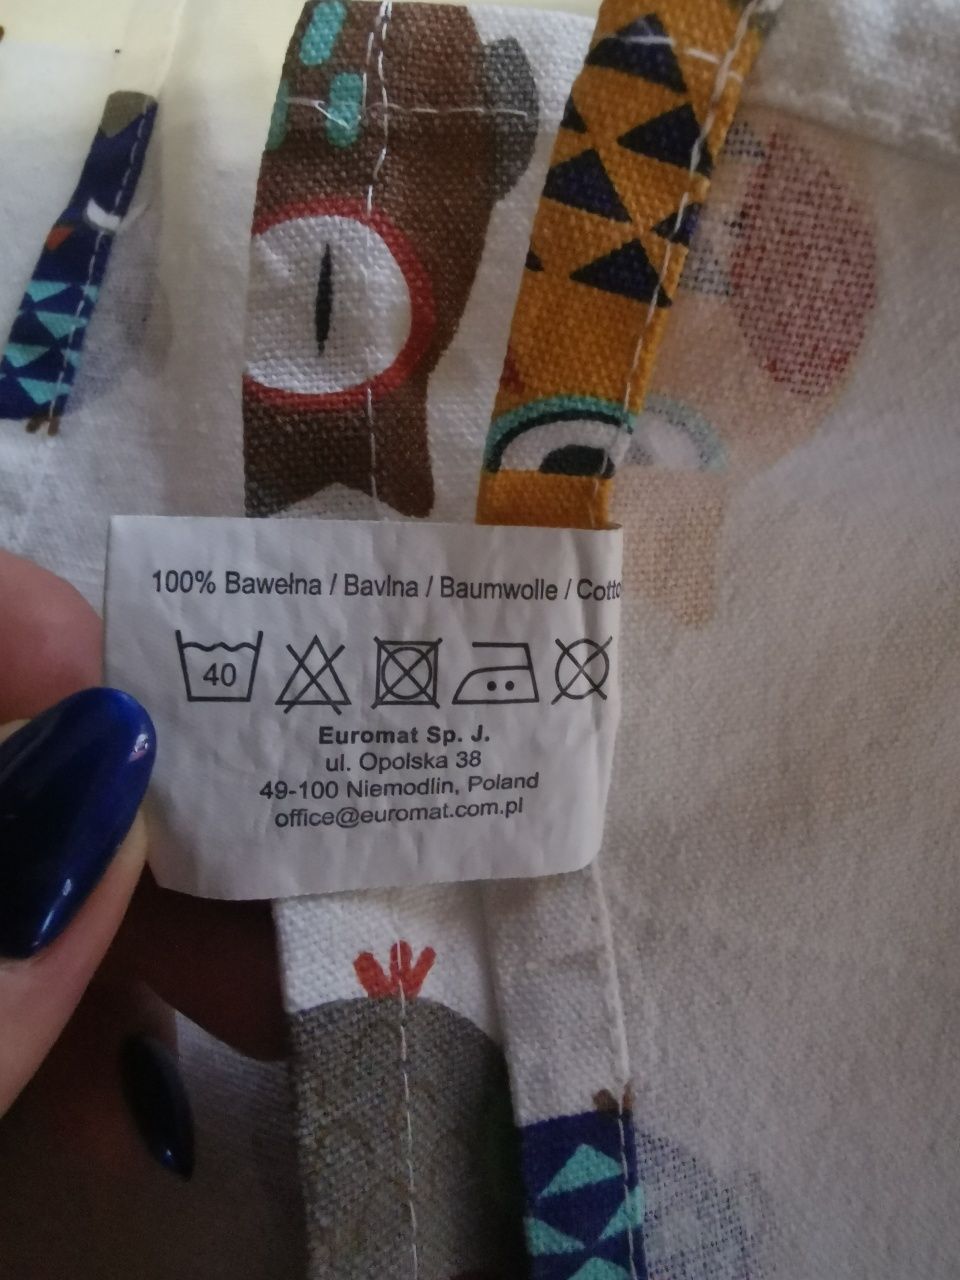 100% Bawełna / Bavlna / Baumwolle / Cotto
40
Euromat Sp. J.
ul. Opolska 38
49-100 Niemodlin, Poland
office@euromat.com.pl